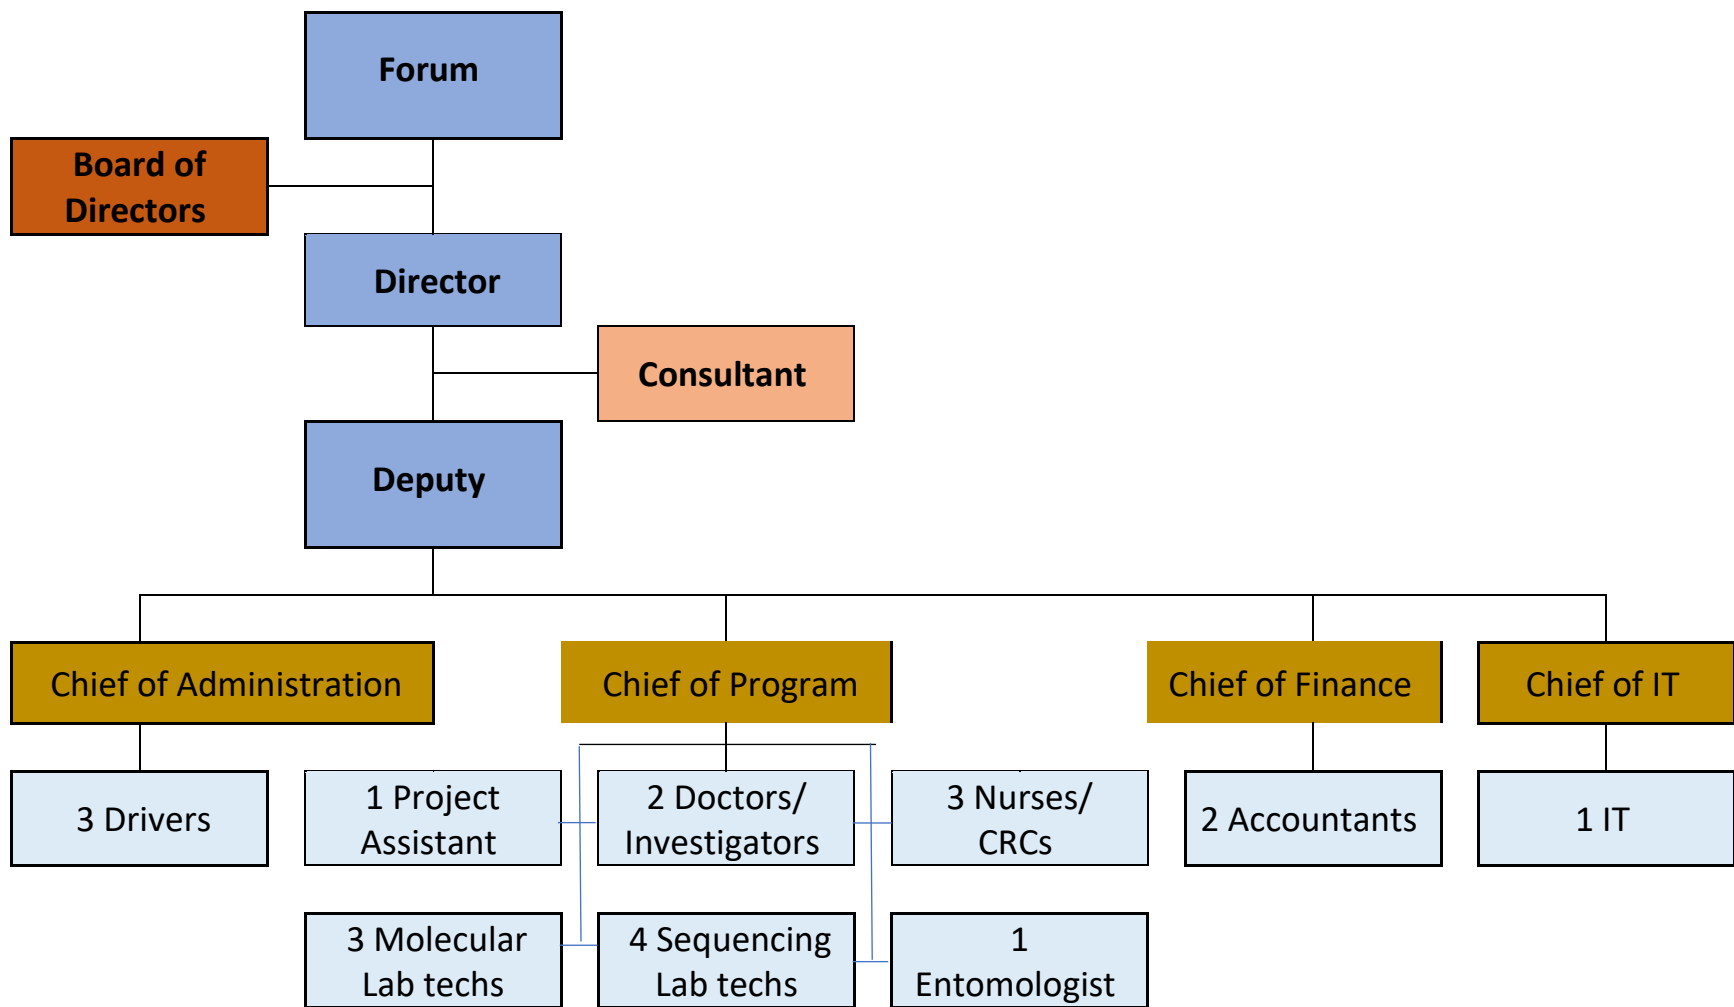 Forum
Board of
Directors
Director
Consultant
Deputy
Chief of Administration
Chief of Program
Chief of Finance
Chief of IT
3 Drivers
1 Project
Assistant
2 Doctors/
Investigators
3 Nurses/
CRCs
2 Accountants
1 IT
3 Molecular
Lab techs
4 Sequencing
Lab techs
1
Entomologist